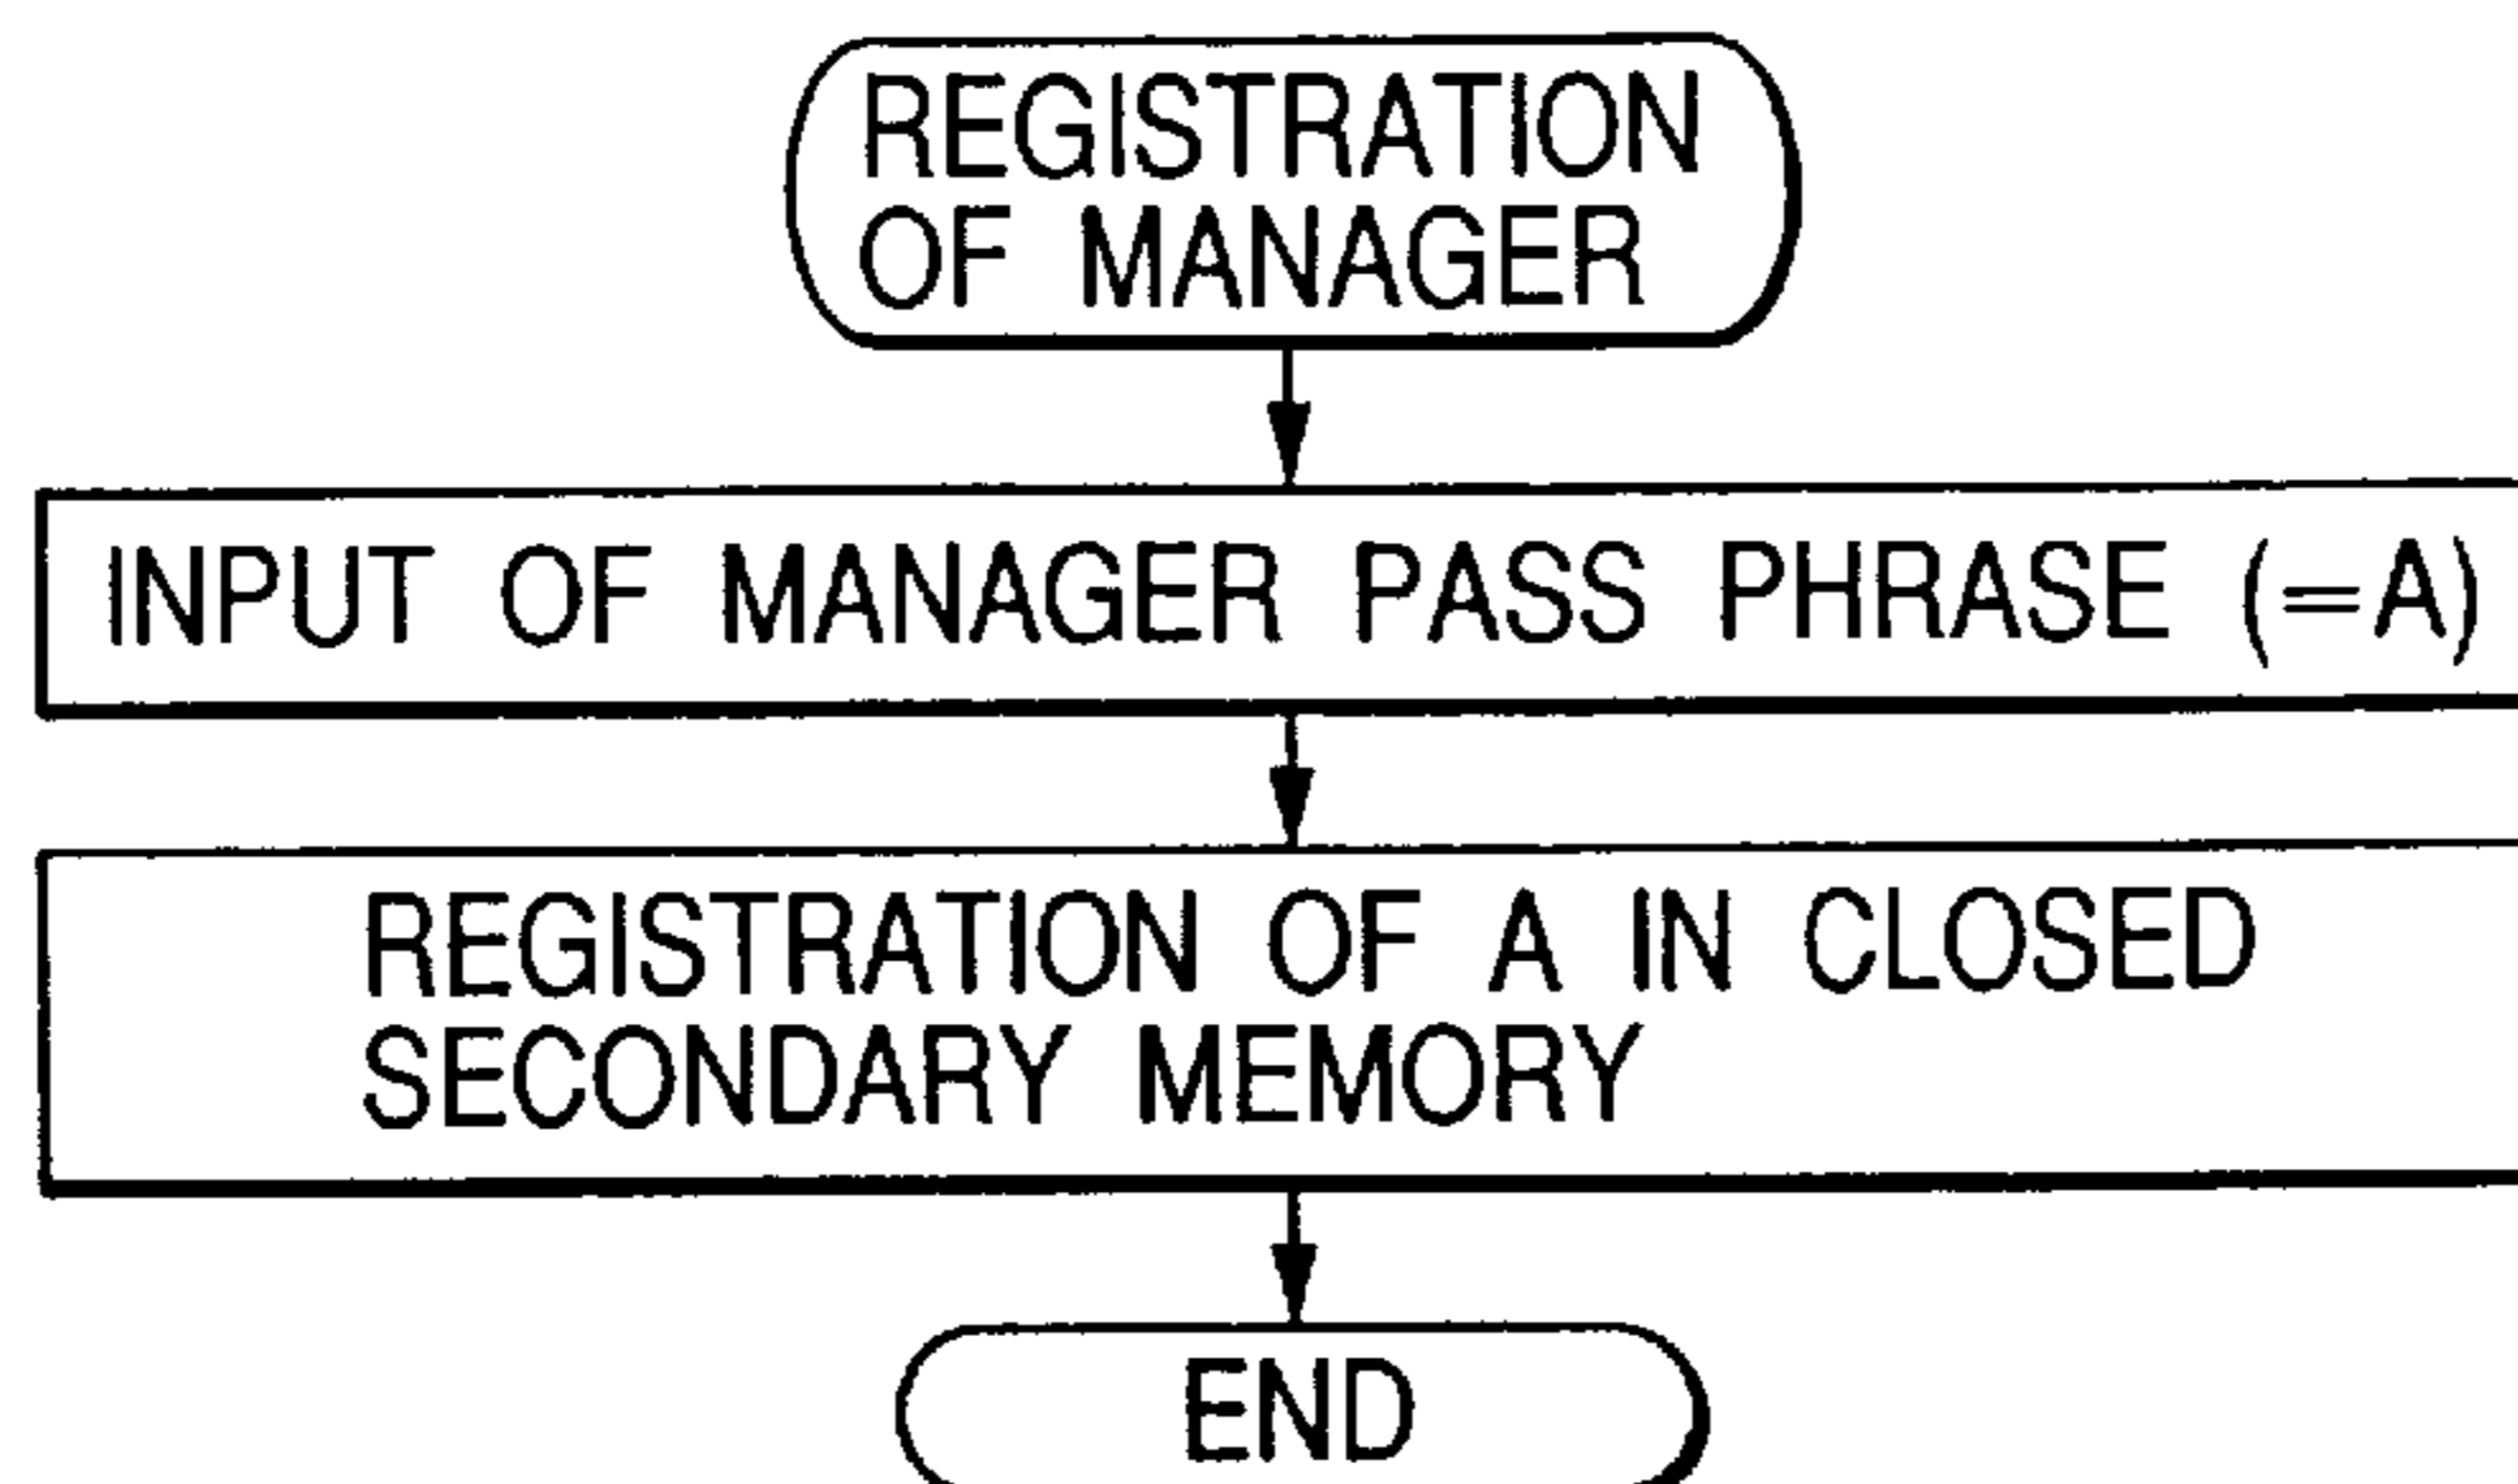 REGISTRATION
OF MANAGER
INPUT OF MANAGER PASS PHRASE (=A)
REGISTRATION OF A IN CLOSED
SECONDARY MEMORY
END